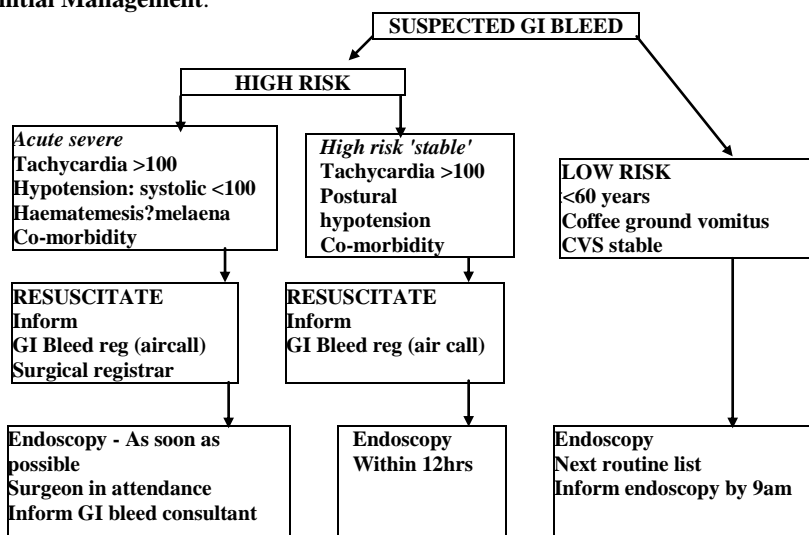 nitial Management.
SUSPECTED GI BLEED
HIGH RISK
Acute severe
Tachycardia >100
Hypotension: systolic <100
Haematemesis?melaena
Co-morbidity
High risk 'stable'
Tachycardia >100
Postural
hypotension
Co-morbidity
LOW RISK
<60 years
Coffee ground vomitus
CVS stable
RESUSCITATE
Inform
GI Bleed reg (aircall)
Surgical registrar
RESUSCITATE
Inform
GI Bleed reg (air call)
Endoscopy - As soon as
possible
Surgeon in attendance
Inform GI bleed consultant
Endoscopy
Within 12hrs
Endoscopy
Next routine list
Inform endoscopy by 9am